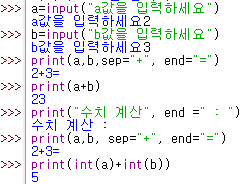 >>> a=input("a값을 입력하세요")
a값을 입력하세요2
>>> b=input("b값을 입력하세요")
b값을 입력하세요3
>>> print(a,b,sep="+", end="=")
2+3=
>>> print(a+b)
23
>>> print("수치 계산", end =" : ")
수치 계산 :
>>> print(a,b, sep="+", end="=")
2+3=
>>> print(int(a)+int(b))
5